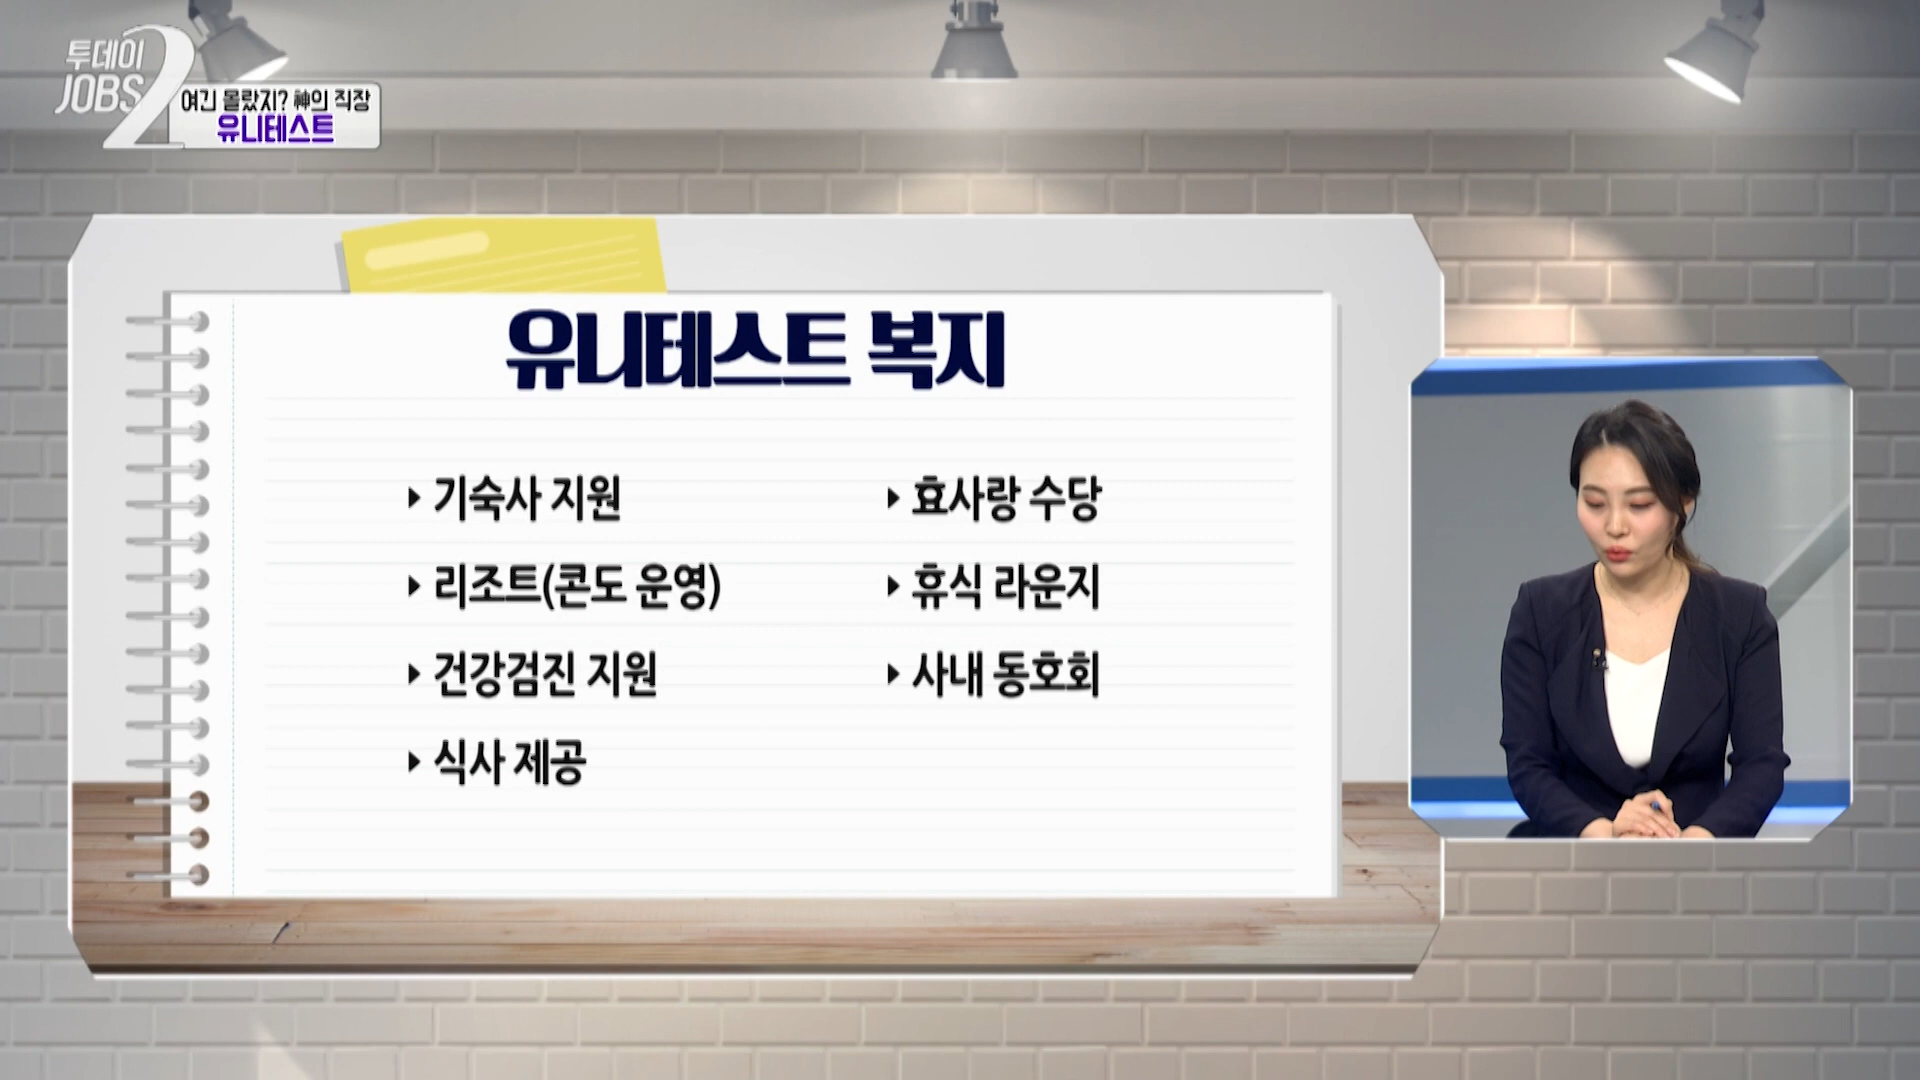 투데이
JOBS 2
여긴 몰랐지? 神의 직장
유니테스트
유니테스트 복지
▸ 기숙사 지원
▸ 리조트(콘도 운영)
▸ 건강검진 지원
▸ 식사 제공
▸ 효사랑 수당
▸ 휴식 라운지
▸ 사내 동호회